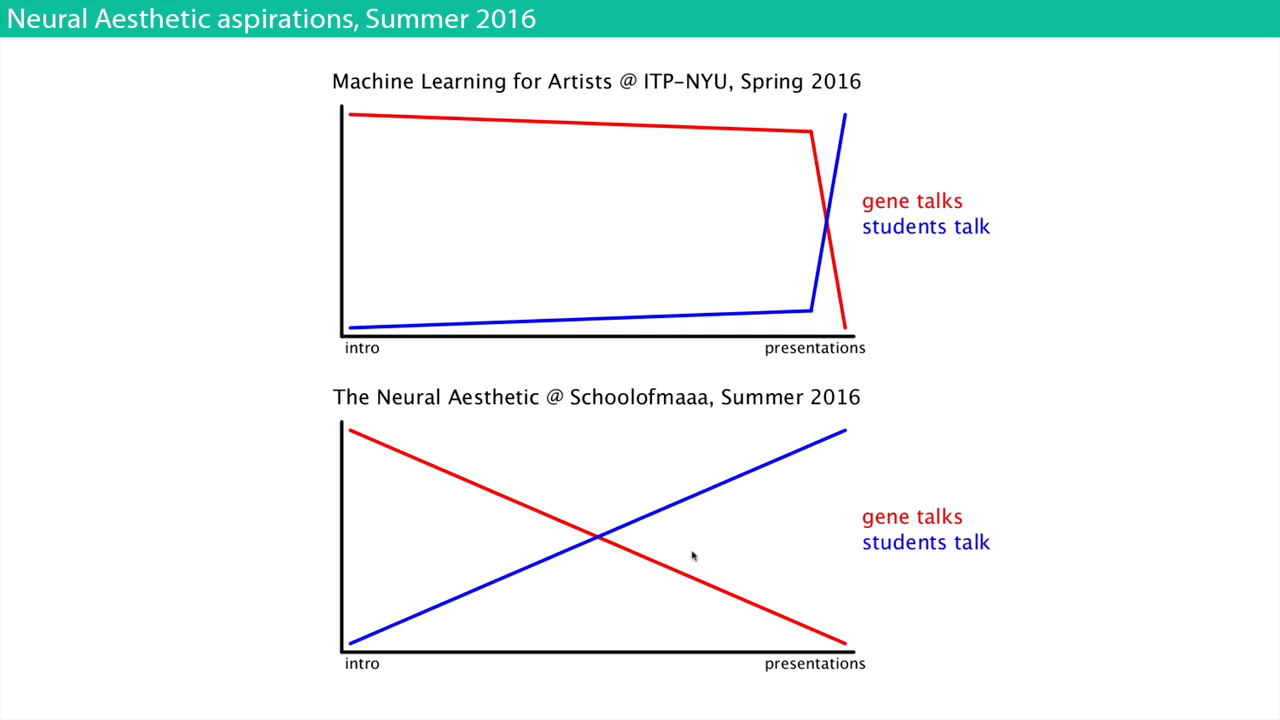 Neural Aesthetic aspirations, Summer 2016
Machine Learning for Artists @ ITP-NYU, Spring 2016
gene talks
students talk
intro
presentations
The Neural Aesthetic @ Schoolofmaaa, Summer 2016
gene talks
students talk
intro
presentations